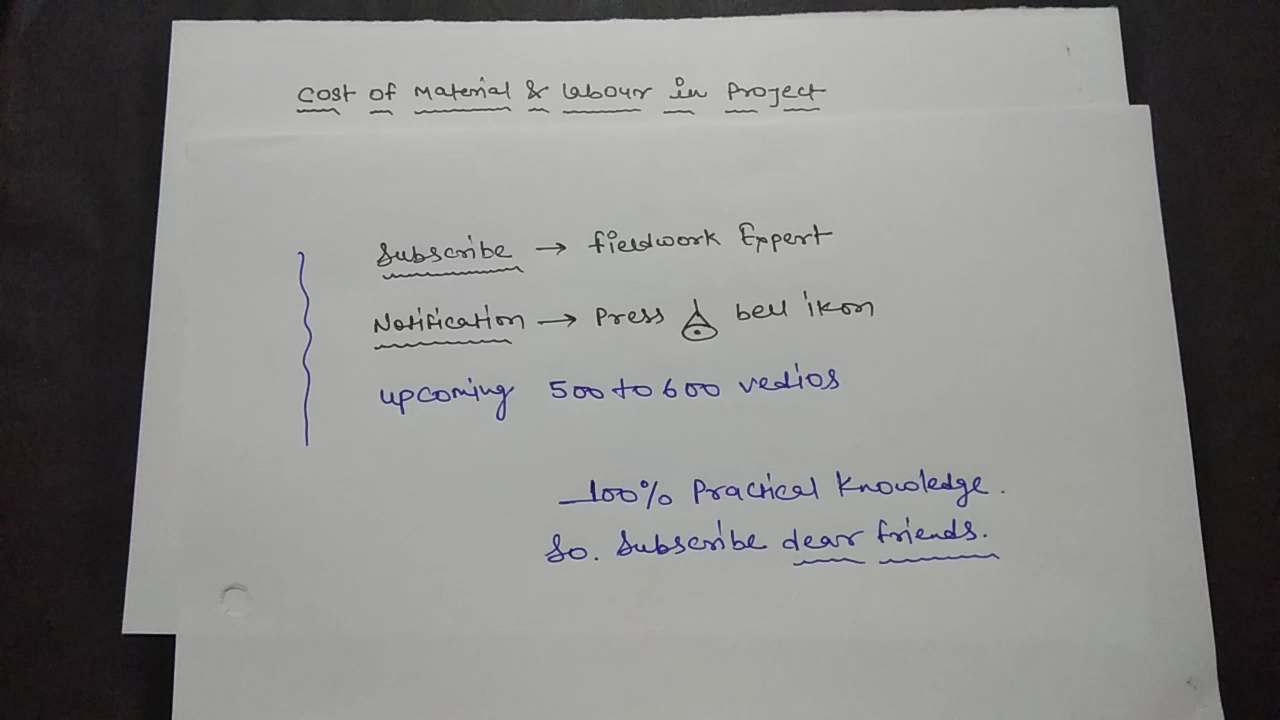 Cost of Material & Labour in Project
Subscribe → fieldwork Expert
Notification → Press bell ikon
upcoming 500 to 600 vedios
100% Practical Knowledge.
So. Subscribe dear friends.